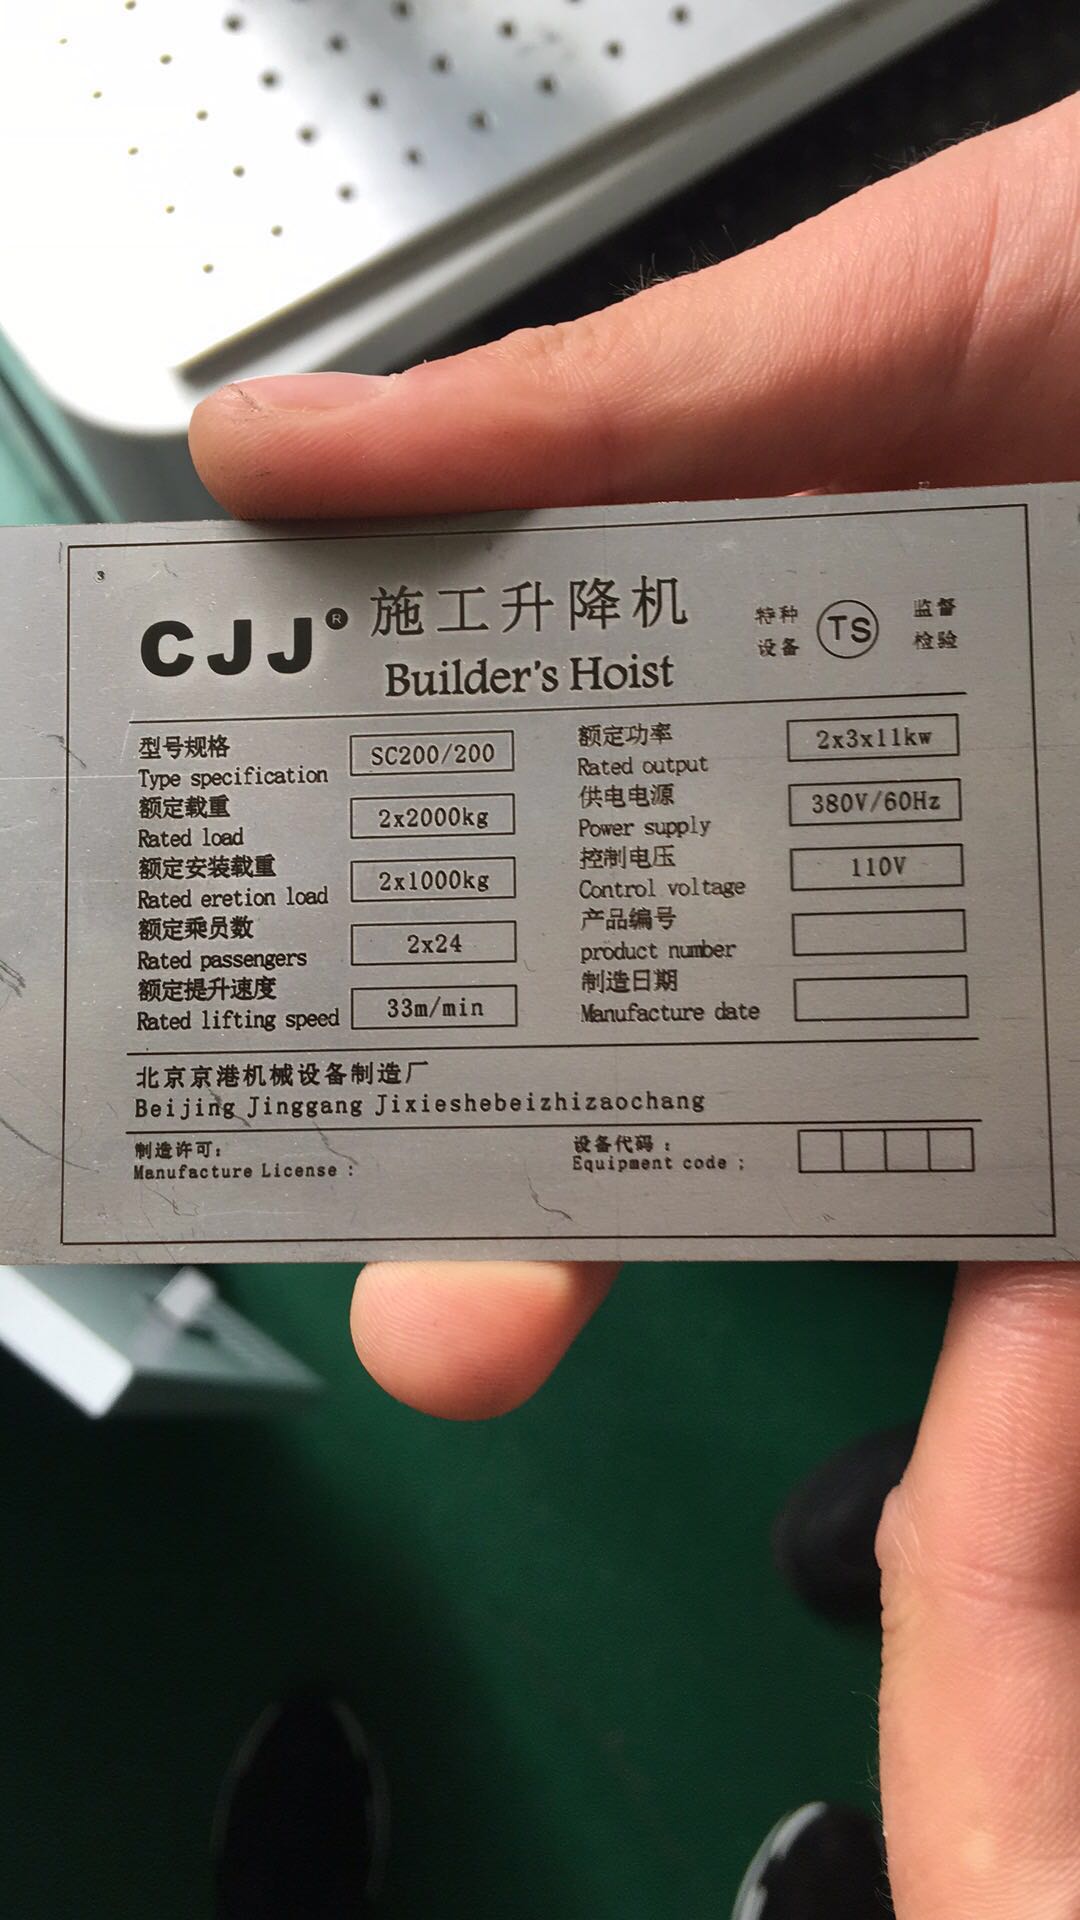 CJJ® 施工升降机
Builder's Hoist
特种 设备 TS 监督 检验
型号规格
Type specification SC200/200
额定载重
Rated load 2x2000kg
额定安装载重
Rated eretion load 2x1000kg
额定乘员数
Rated passengers 2x24
额定提升速度
Rated lifting speed 33m/min
额定功率
Rated output 2x3x11kw
供电电源
Power supply 380V/60Hz
控制电压
Control voltage 110V
产品编号
product number
制造日期
Manufacture date
北京京港机械设备制造厂
Beijing Jinggang Jixieshebeizhizaochang
制造许可:
Manufacture License :
设备代码 :
Equipment code ;